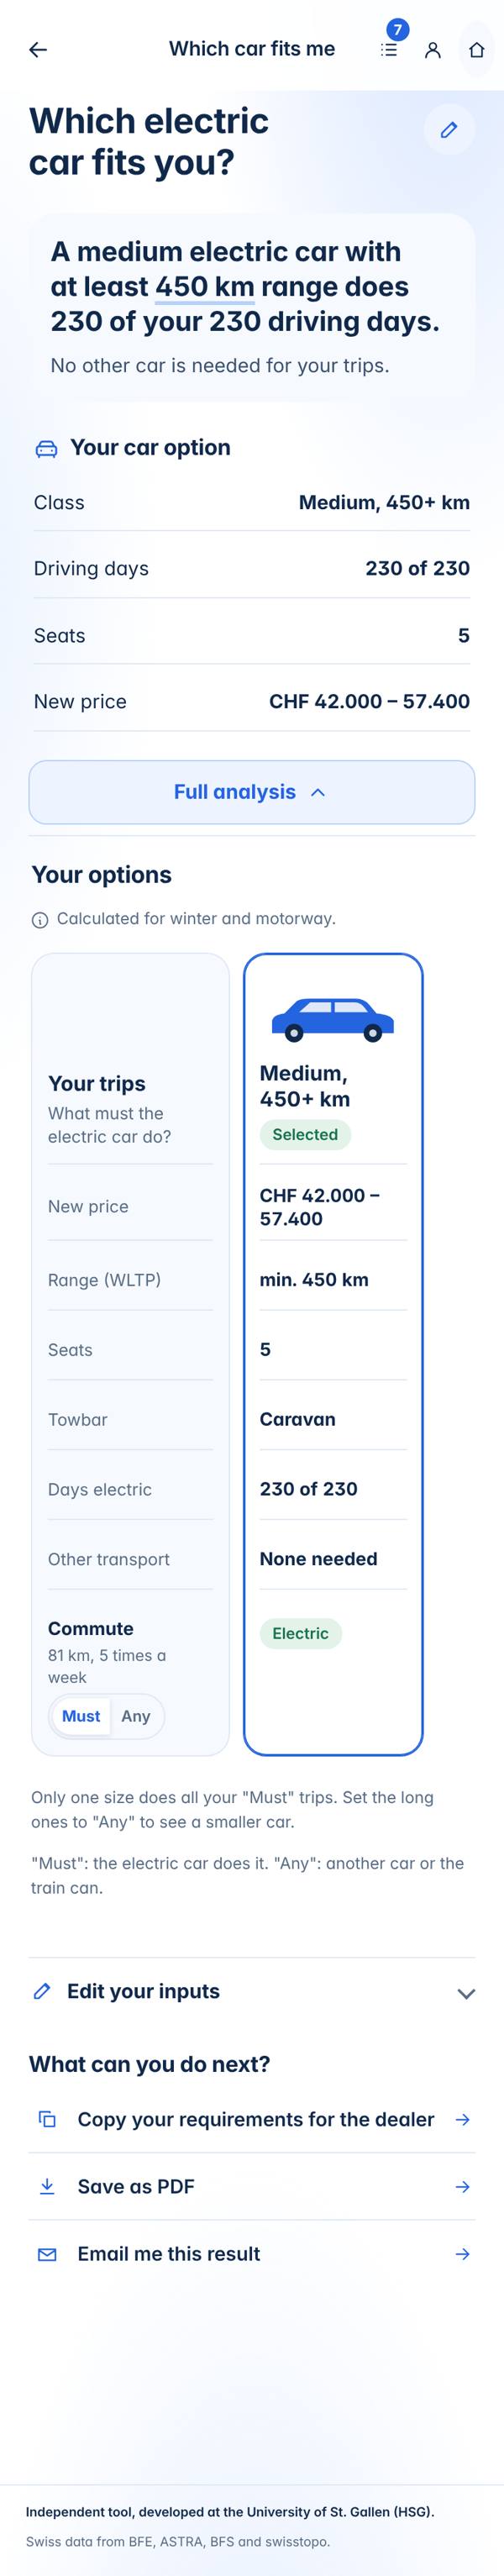 Which car fits me
7
Which electric
car fits you?
A medium electric car with
at least 450 km range does
230 of your 230 driving days.
No other car is needed for your trips.
Your car option
Class Medium, 450+ km
Driving days 230 of 230
Seats 5
New price CHF 42.000 – 57.400
Full analysis
Your options
Calculated for winter and motorway.
Your trips
What must the
electric car do?
Medium,
450+ km
Selected
New price CHF 42.000 –
57.400
Range (WLTP) min. 450 km
Seats 5
Towbar Caravan
Days electric 230 of 230
Other transport None needed
Commute Electric
81 km, 5 times a
week
Must Any
Only one size does all your "Must" trips. Set the long
ones to "Any" to see a smaller car.
"Must": the electric car does it. "Any": another car or the
train can.
Edit your inputs
What can you do next?
Copy your requirements for the dealer
Save as PDF
Email me this result
Independent tool, developed at the University of St. Gallen (HSG).
Swiss data from BFE, ASTRA, BFS and swisstopo.